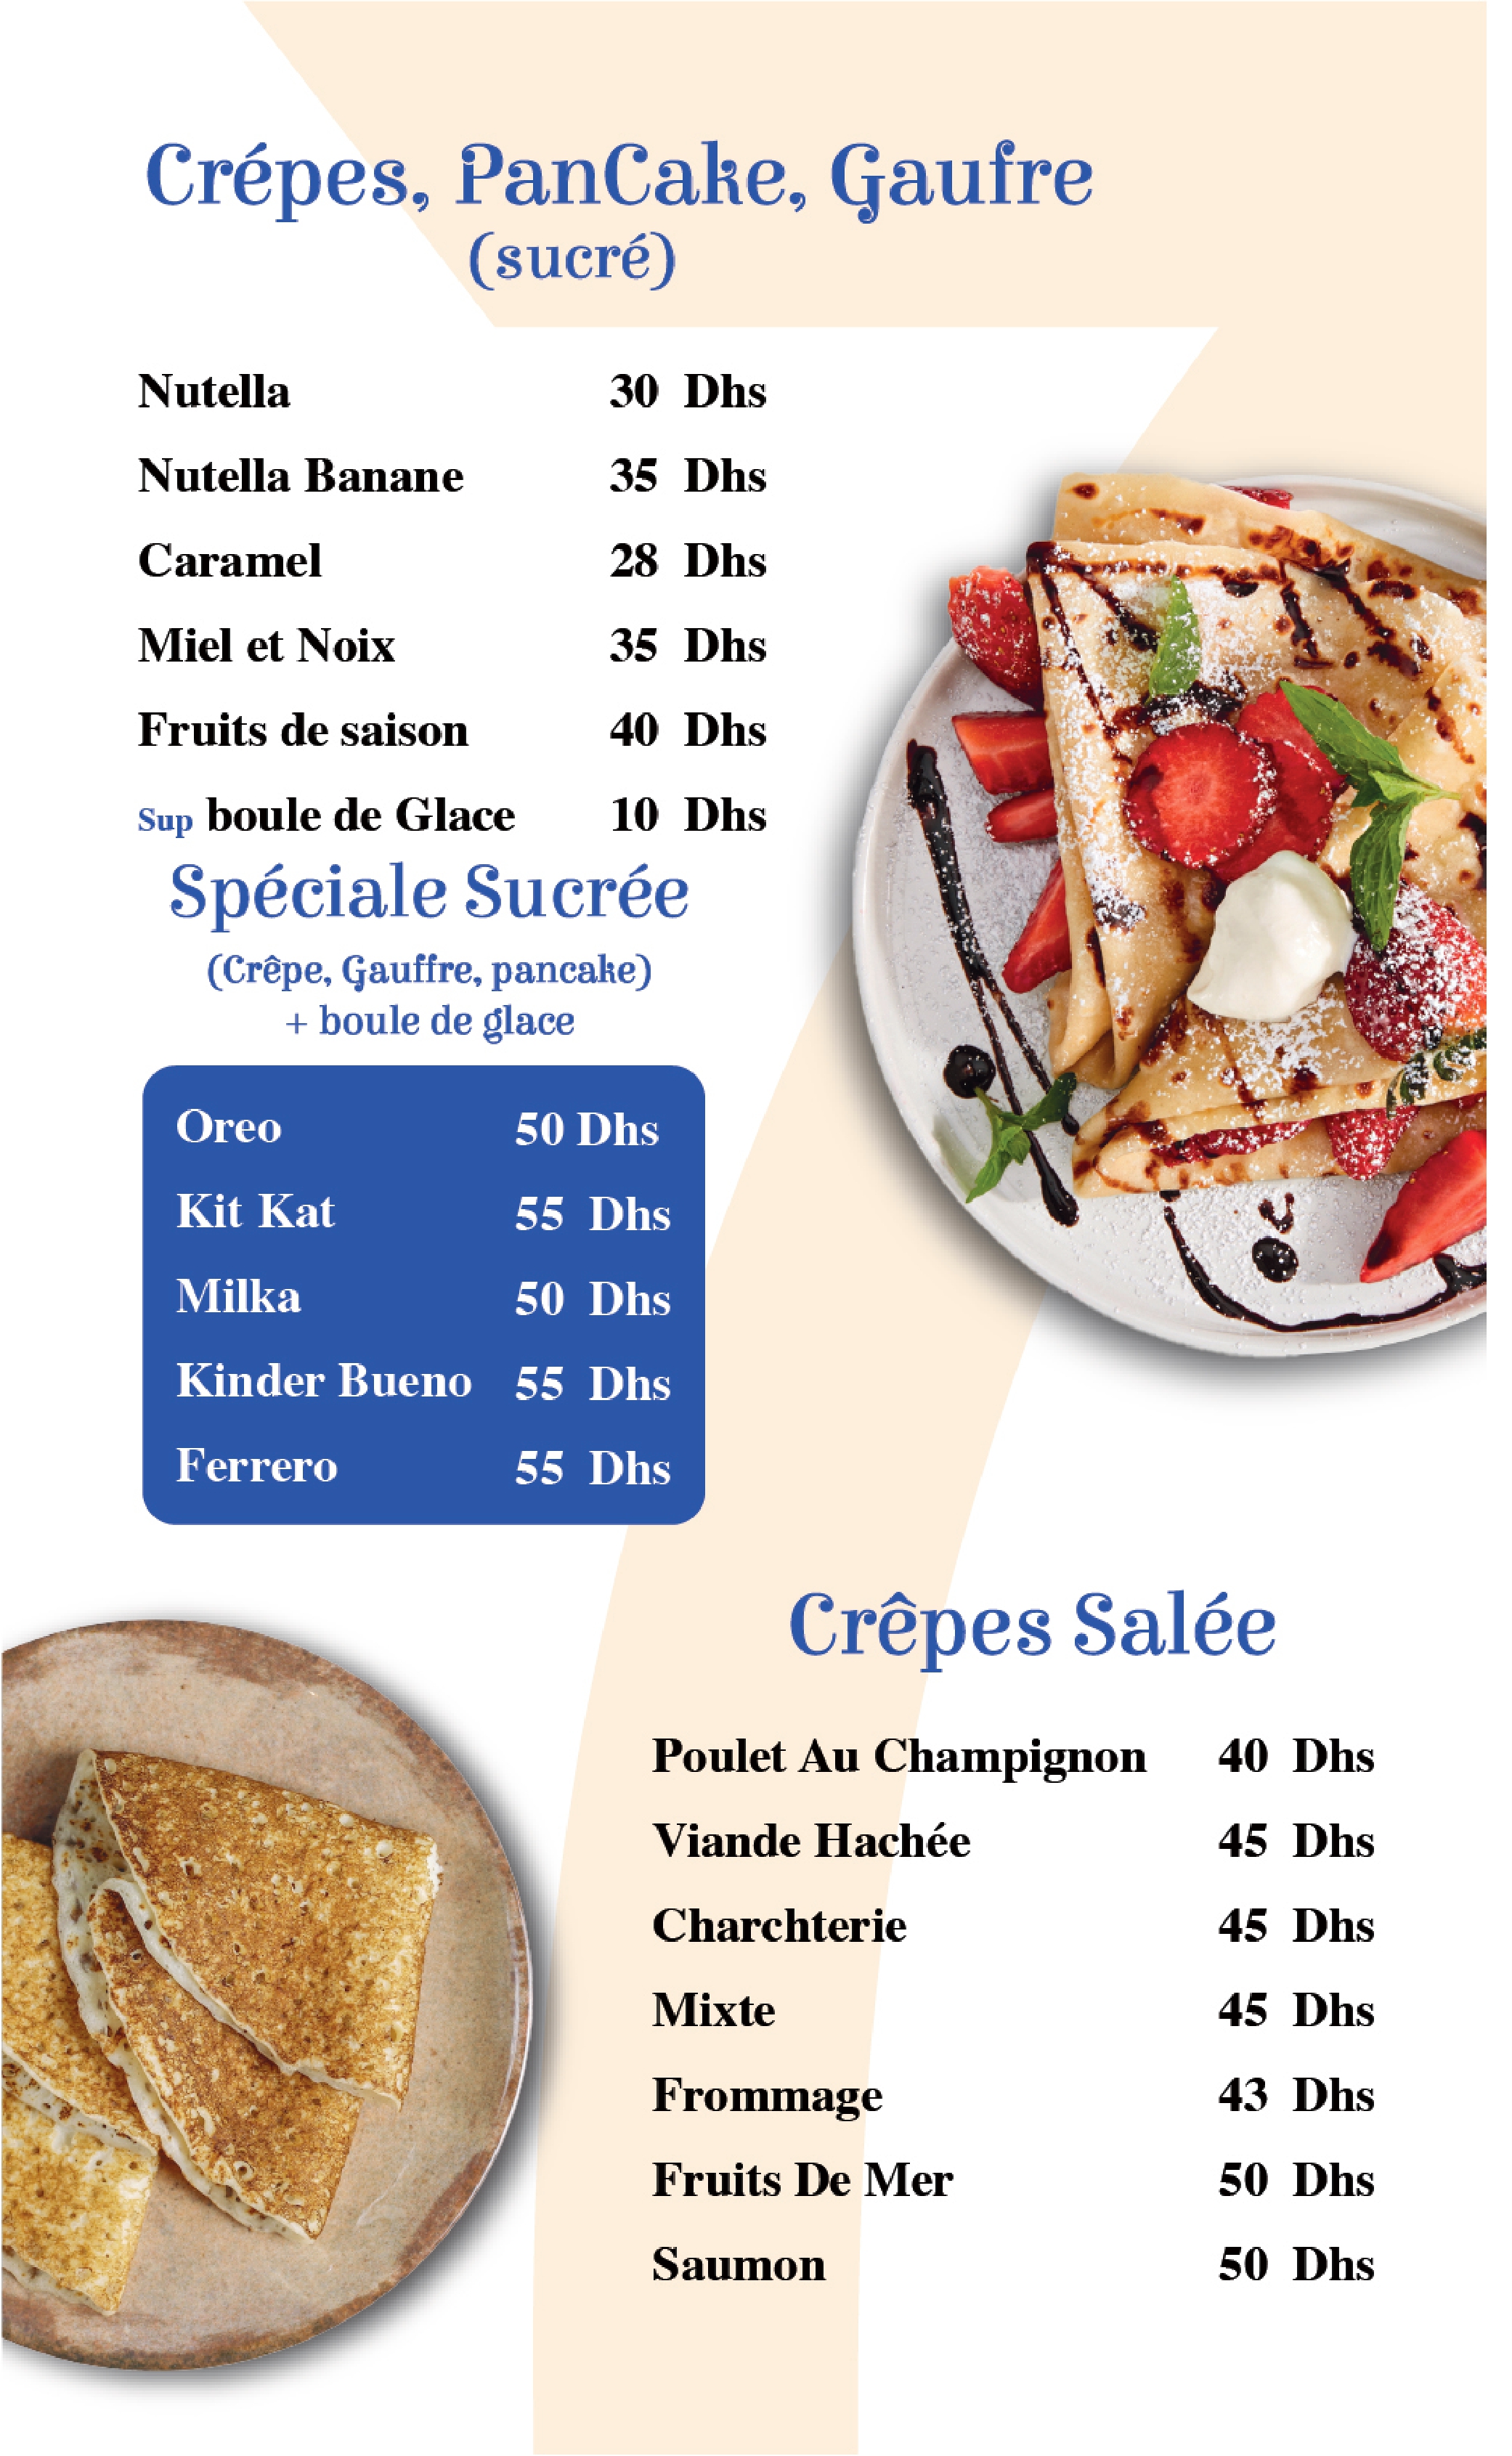 Crépes, PanCake, Gaufre
(sucré)
Nutella 30 Dhs
Nutella Banane 35 Dhs
Caramel 28 Dhs
Miel et Noix 35 Dhs
Fruits de saison 40 Dhs
Sup boule de Glace 10 Dhs
Spéciale Sucrée
(Crêpe, Gauffre, pancake)
+ boule de glace
Oreo 50 Dhs
Kit Kat 55 Dhs
Milka 50 Dhs
Kinder Bueno 55 Dhs
Ferrero 55 Dhs
Crêpes Salée
Poulet Au Champignon 40 Dhs
Viande Hachée 45 Dhs
Charchterie 45 Dhs
Mixte 45 Dhs
Frommage 43 Dhs
Fruits De Mer 50 Dhs
Saumon 50 Dhs